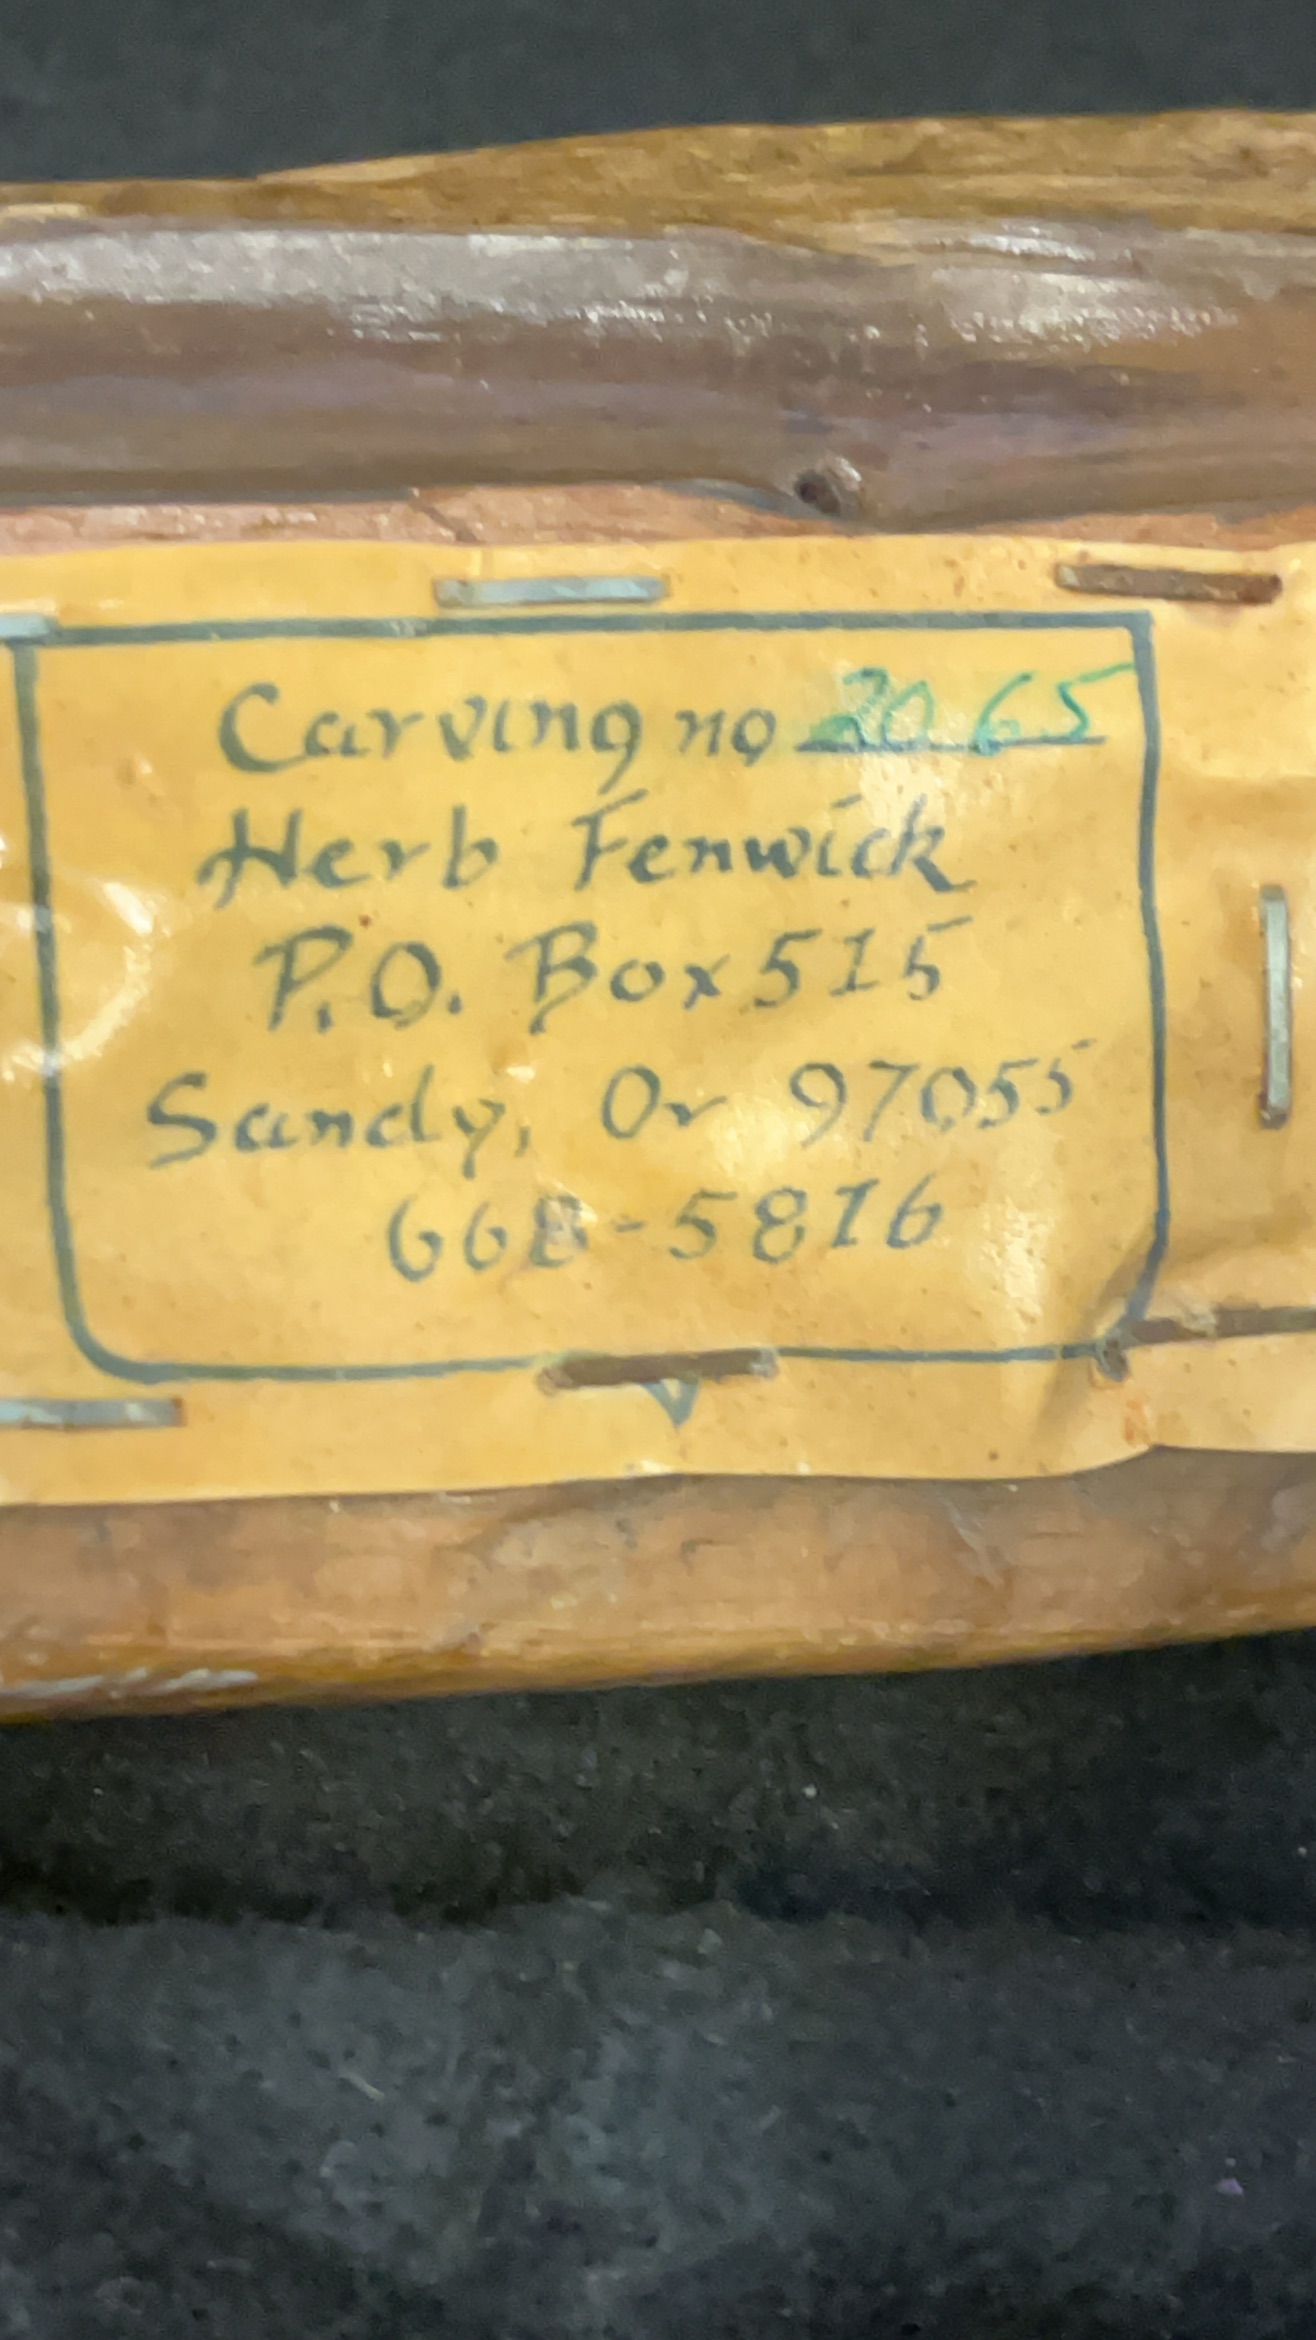 Carving no 2065
Herb Fenwick
P.O. Box 515
Sandy, Or 97055
668-5816